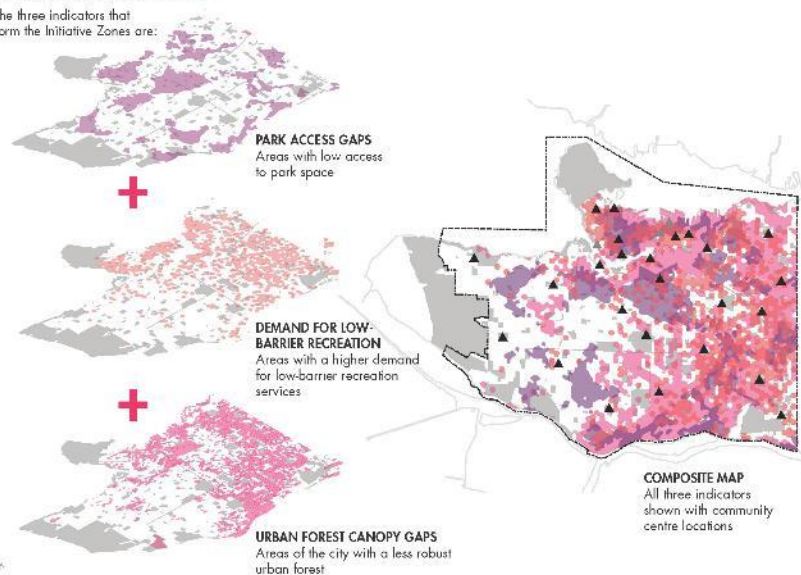 he three indicators that
orm the Initiative Zones are:
PARK ACCESS GAPS
Areas with low access
to park space
+
DEMAND FOR LOW-
BARRIER RECREATION
Areas with a higher demand
for low-barrier recreation
services
+
URBAN FOREST CANOPY GAPS
Areas of the city with a less robust
urban forest
COMPOSITE MAP
All three indicators
shown with community
centre locations